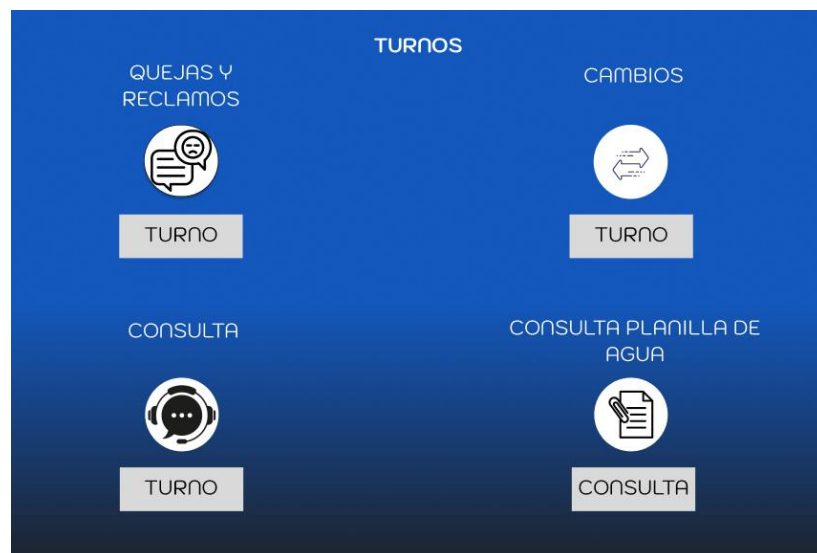 TURNOS
QUEJAS Y
RECLAMOS
TURNO
CAMBIOS
TURNO
CONSULTA
TURNO
CONSULTA PLANILLA DE
AGUA
CONSULTA